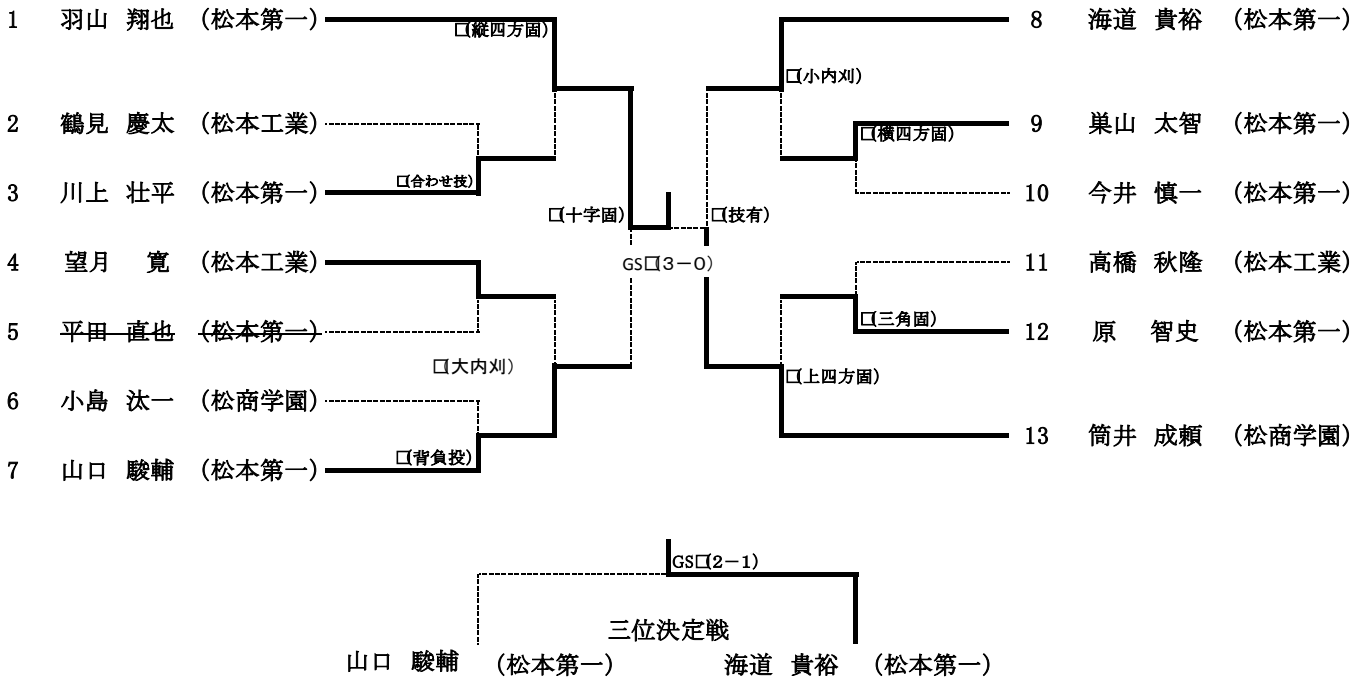 1 羽山 翔也 (松本第一)
□(縦四方固)
8 海道 貴裕 (松本第一)
□(小内刈)
2 鶴見 慶太 (松本工業)
9 巣山 太智 (松本第一)
□(横四方固)
□(合わせ技)
3 川上 壮平 (松本第一)
10 今井 慎一 (松本第一)
□(十字固)
□(技有)
4 望月 寛 (松本工業)
GS□(3－0)
11 高橋 秋隆 (松本工業)
□(三角固)
5 平田 直也 (松本第一)
12 原 智史 (松本第一)
□(大内刈)
□(上四方固)
6 小島 汰一 (松商学園)
13 筒井 成頼 (松商学園)
□(背負投)
7 山口 駿輔 (松本第一)
GS□(2－1)
三位決定戦
山口 駿輔 (松本第一) 海道 貴裕 (松本第一)